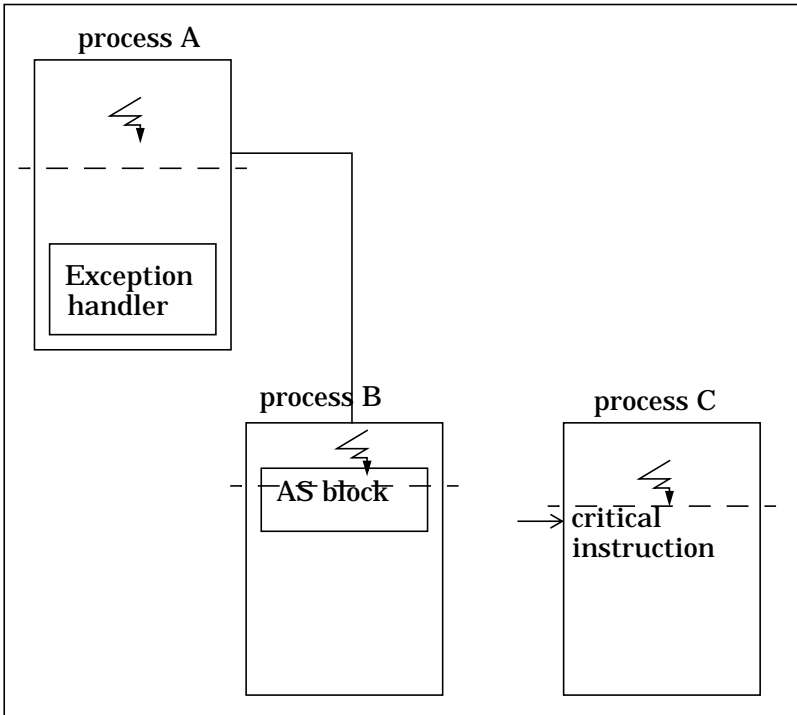 process A
Exception
handler
process B
AS block
process C
critical
instruction